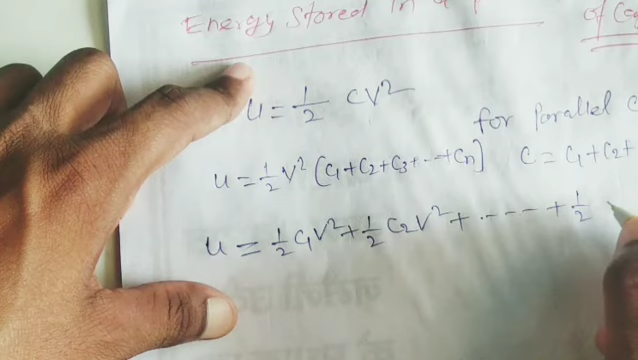 Energy Stored in a
of
U = 1/2 CV²
for Parallel
U = 1/2 V² (C1+C2+C3+---+Cn] C = C1+C2+
U = 1/2 C1V² + 1/2 C2V² + ----- + 1/2